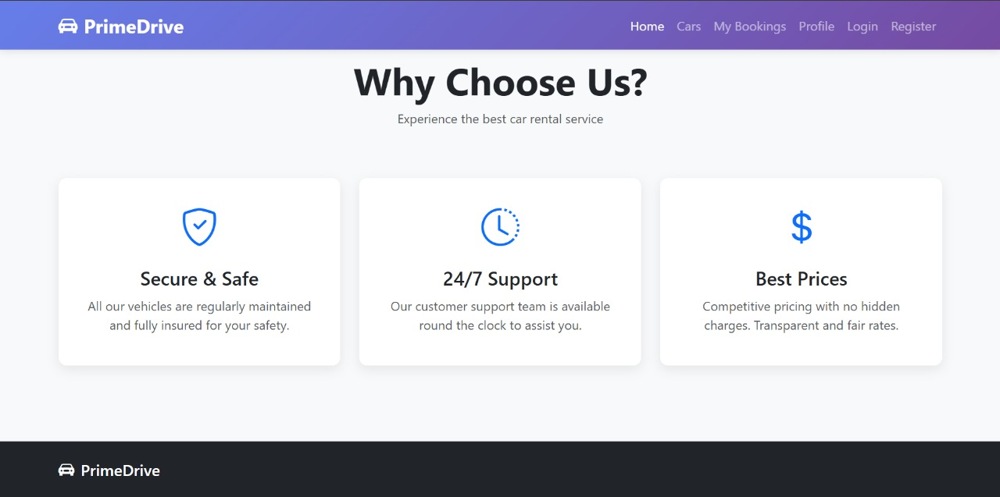 PrimeDrive
Home Cars My Bookings Profile Login Register
Why Choose Us?
Experience the best car rental service
Secure & Safe
All our vehicles are regularly maintained
and fully insured for your safety.
24/7 Support
Our customer support team is available
round the clock to assist you.
$
Best Prices
Competitive pricing with no hidden
charges. Transparent and fair rates.
PrimeDrive